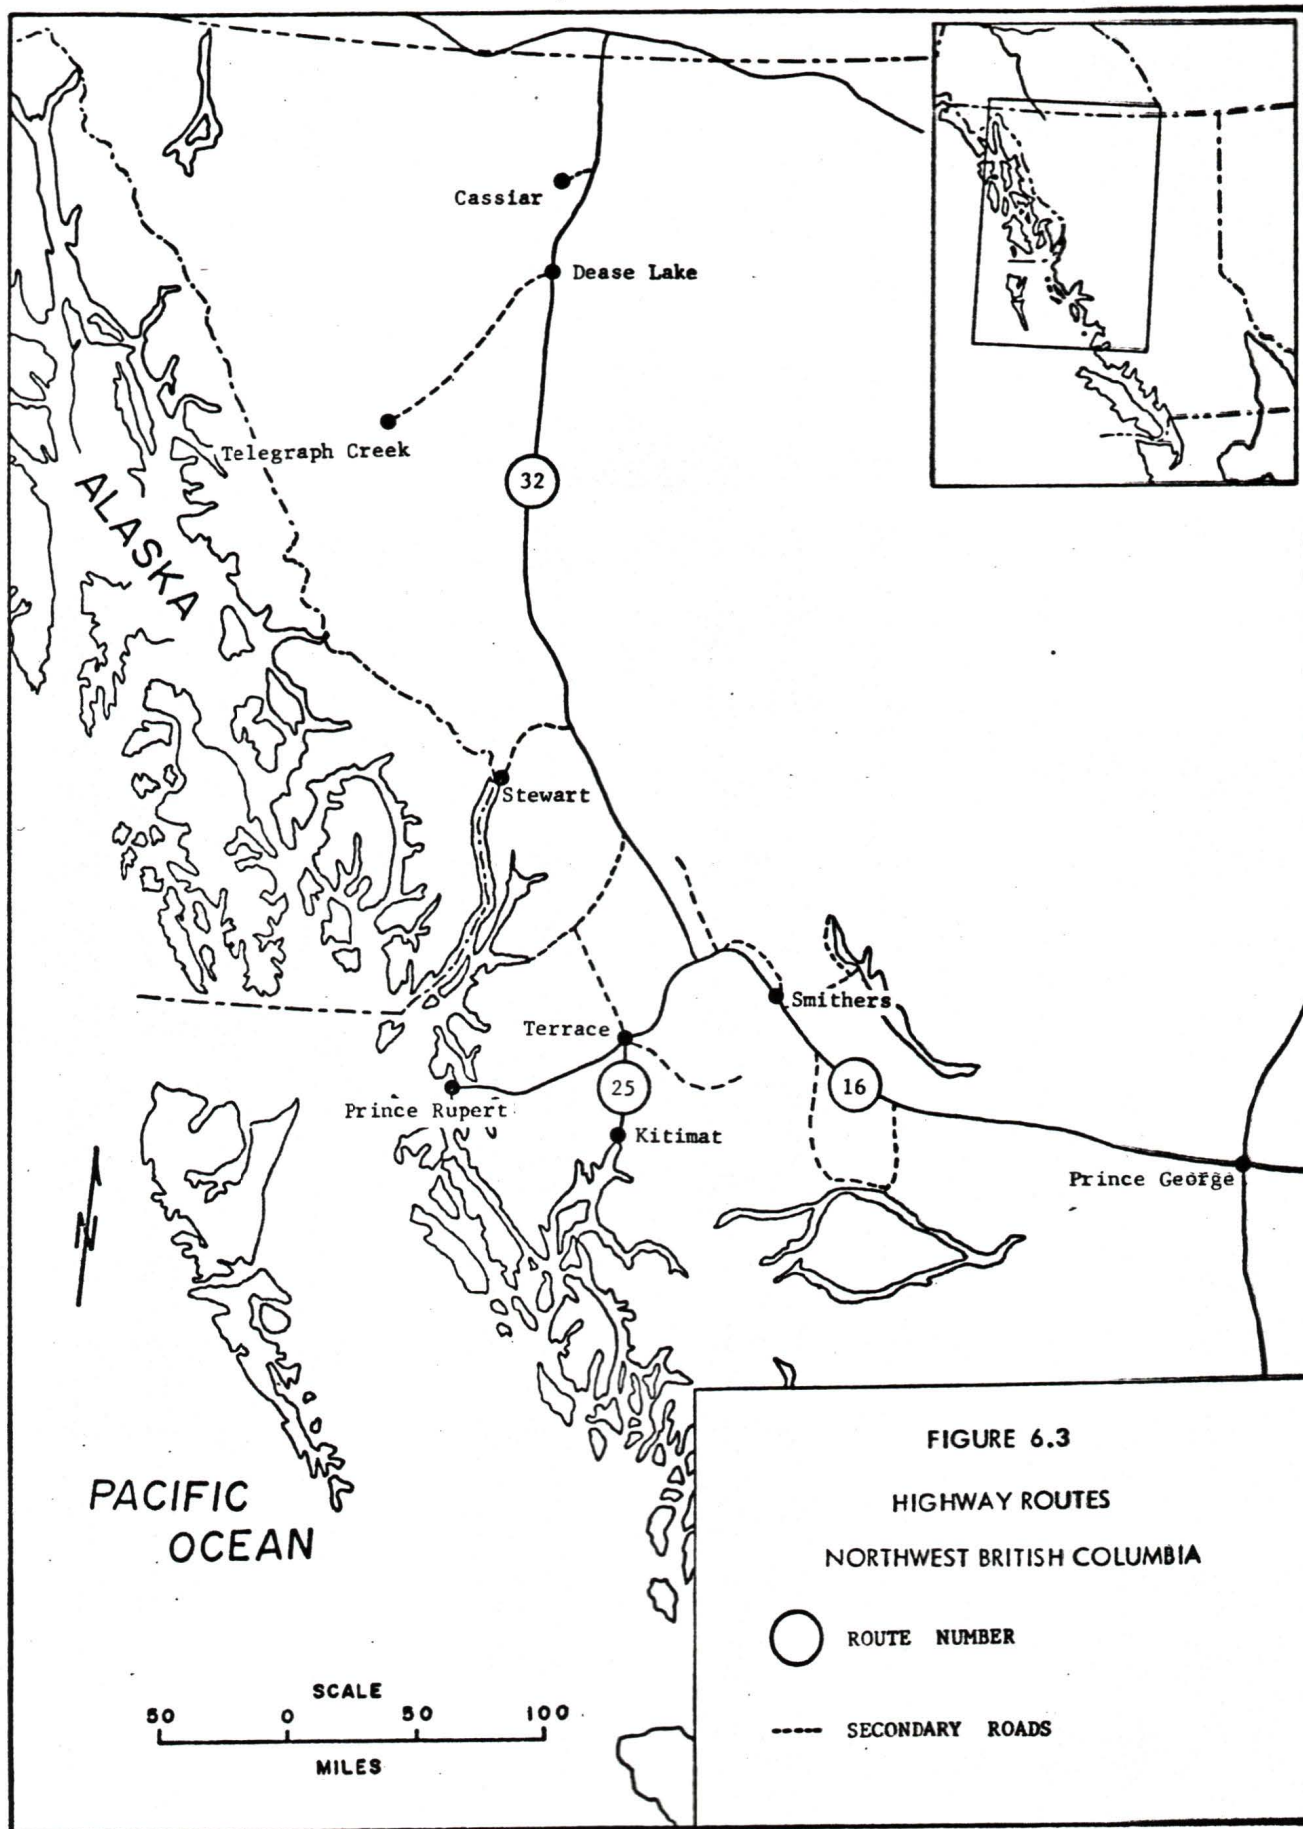 Cassiar
Dease Lake
Telegraph Creek
32
ALASKA
Stewart
Smithers
Terrace
25
16
Prince Rupert
Kitimat
Prince George
N
PACIFIC
OCEAN
FIGURE 6.3
HIGHWAY ROUTES
NORTHWEST BRITISH COLUMBIA
ROUTE NUMBER
SECONDARY ROADS
SCALE
50 0 50 100
MILES